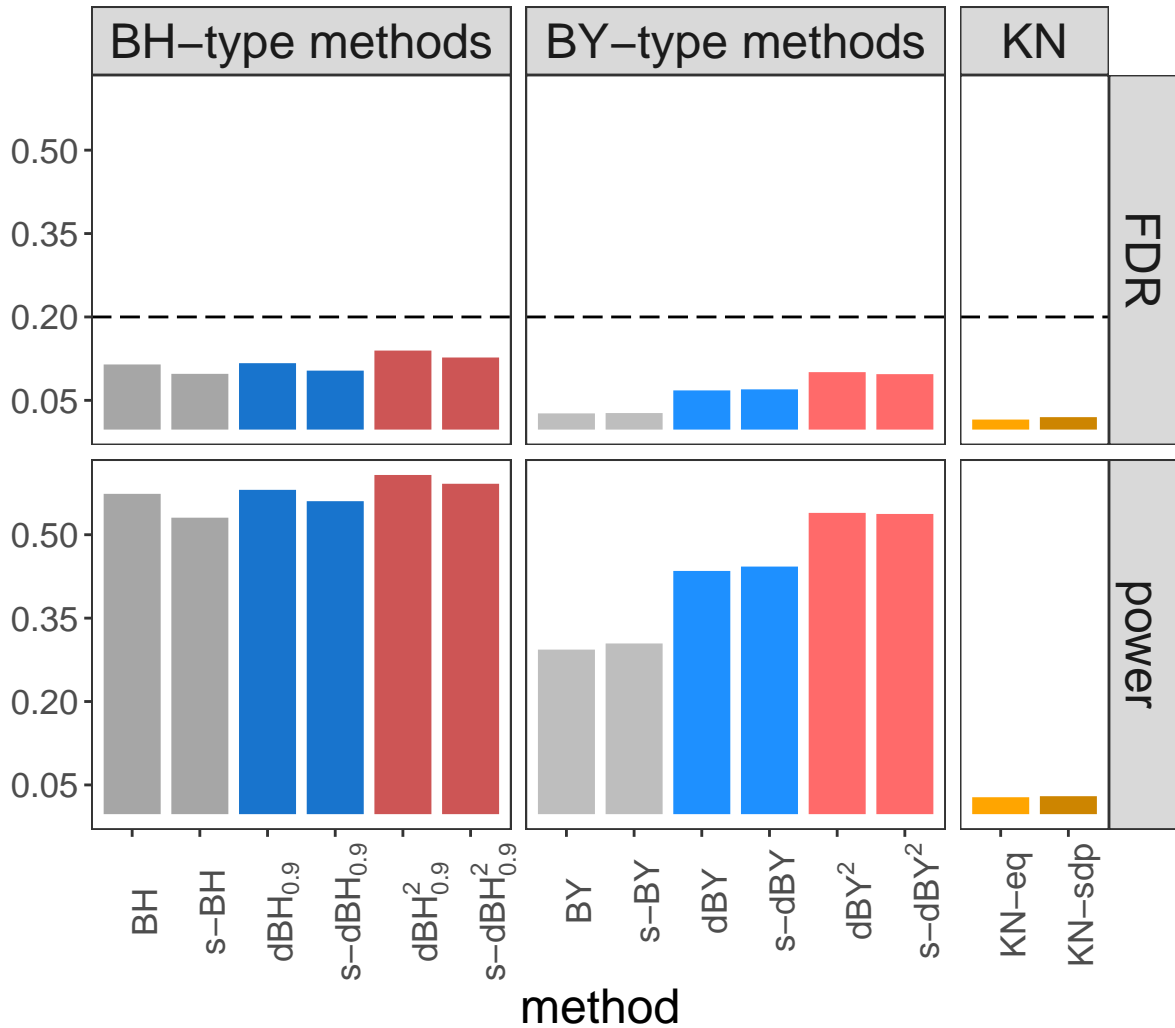 BH−type methods
BY−type methods
KN
0.50
0.35
0.20
0.05
FDR
0.50
0.35
0.20
0.05
power
BH
s−BH
dBH₀.₉
s−dBH₀.₉
dBH²₀.₉
s−dBH²₀.₉
BY
s−BY
dBY
s−dBY
dBY²
s−dBY²
KN−eq
KN−sdp
method